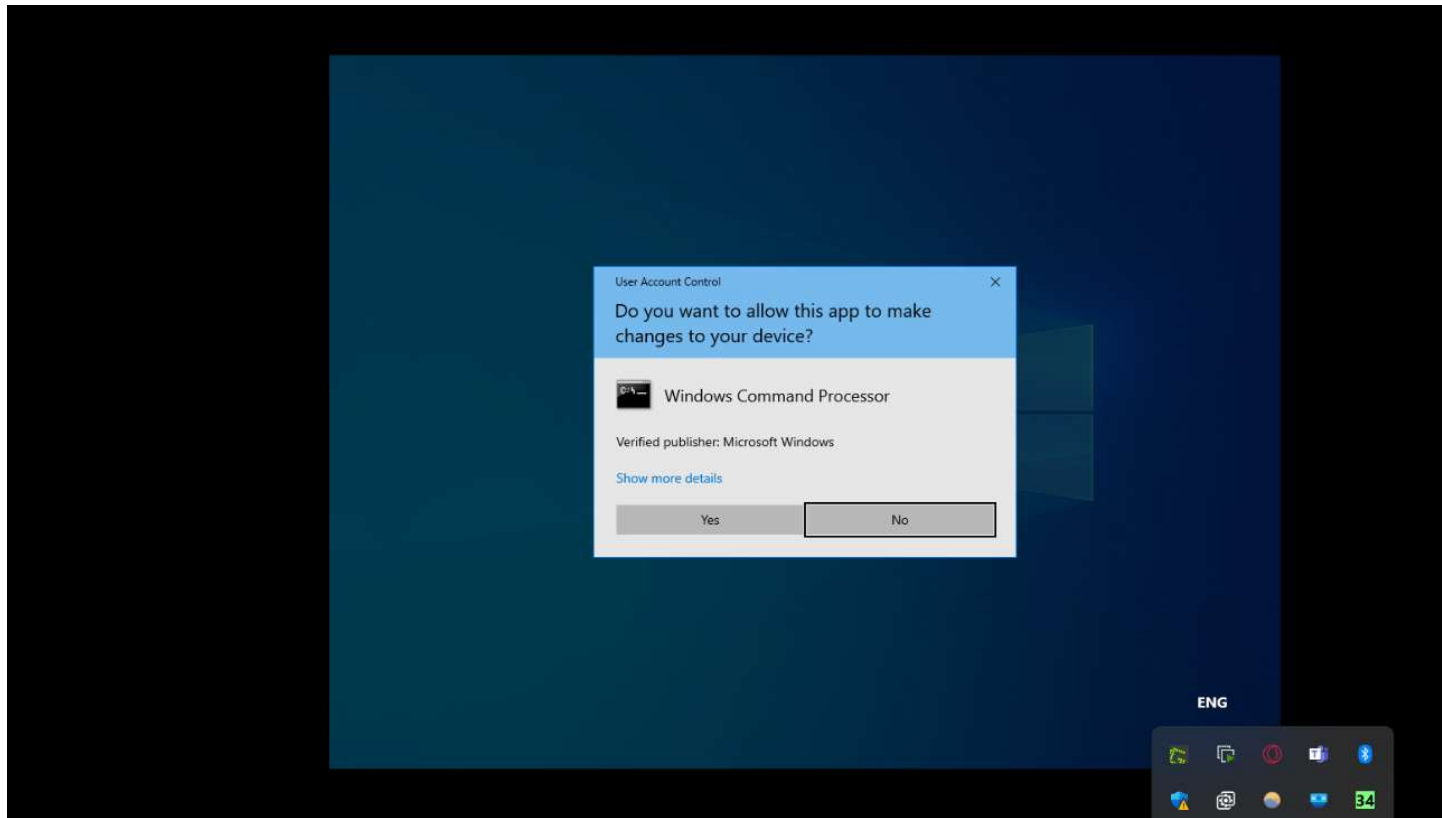 User Account Control
Do you want to allow this app to make
changes to your device?
C:\_
Windows Command Processor
Verified publisher: Microsoft Windows
Show more details
Yes
No
ENG
34